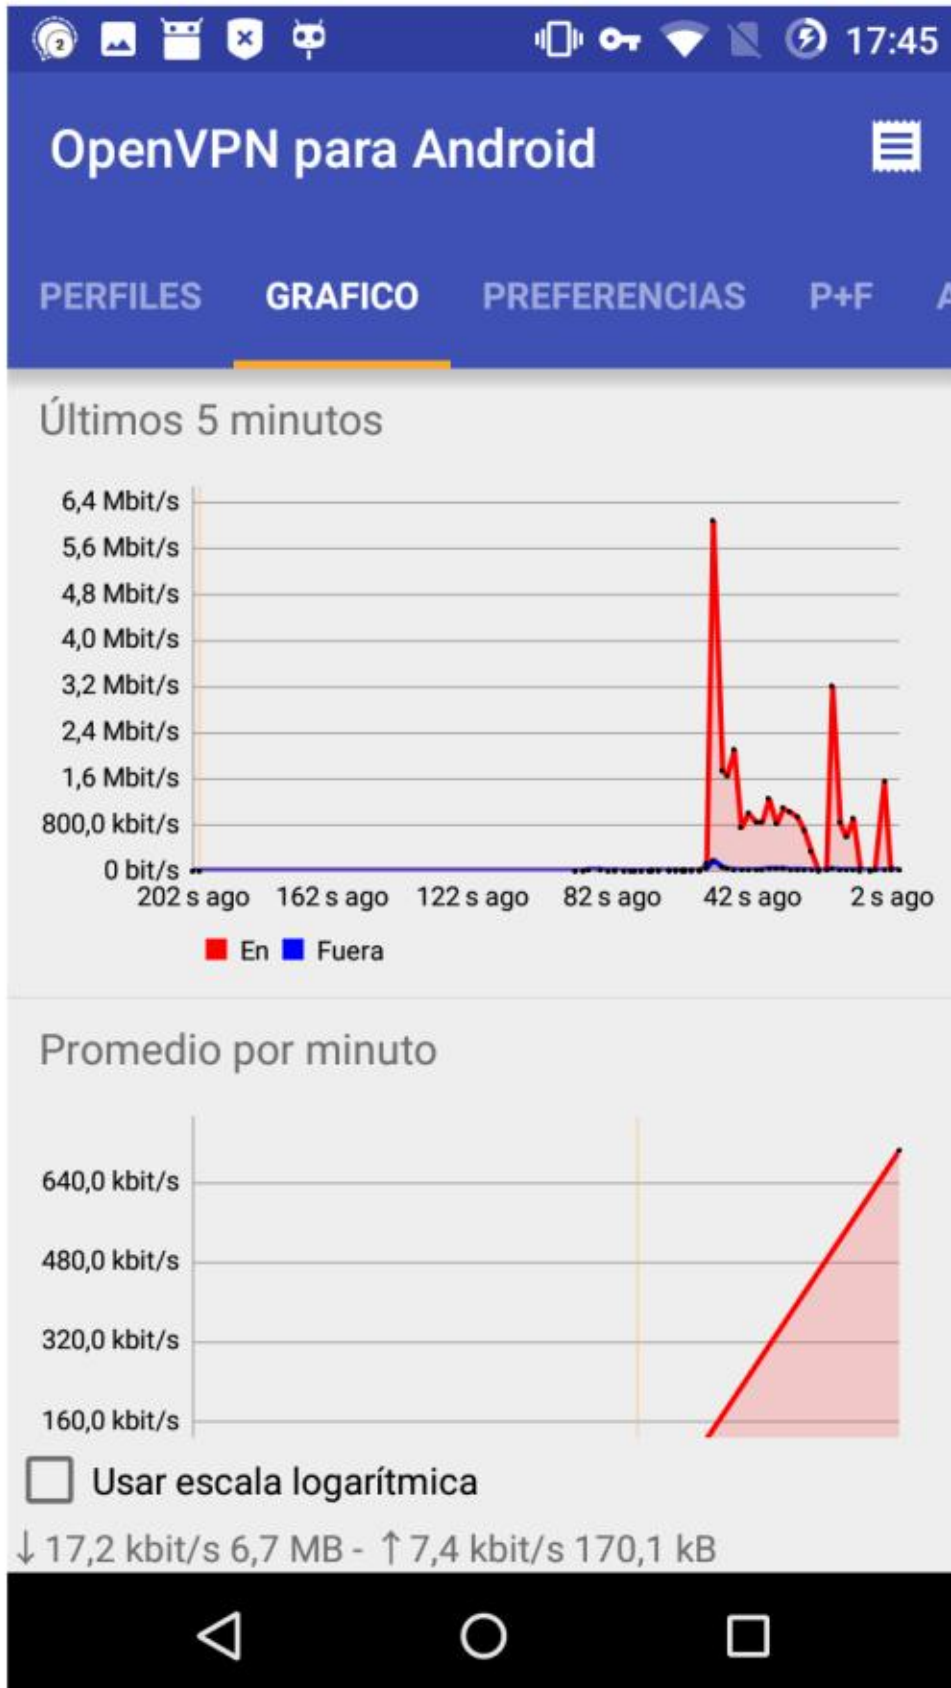 2 17:45
OpenVPN para Android
PERFILES GRAFICO PREFERENCIAS P+F
Últimos 5 minutos
6,4 Mbit/s
5,6 Mbit/s
4,8 Mbit/s
4,0 Mbit/s
3,2 Mbit/s
2,4 Mbit/s
1,6 Mbit/s
800,0 kbit/s
0 bit/s
202 s ago 162 s ago 122 s ago 82 s ago 42 s ago 2 s ago
En Fuera
Promedio por minuto
640,0 kbit/s
480,0 kbit/s
320,0 kbit/s
160,0 kbit/s
Usar escala logarítmica
↓ 17,2 kbit/s 6,7 MB - ↑ 7,4 kbit/s 170,1 kB